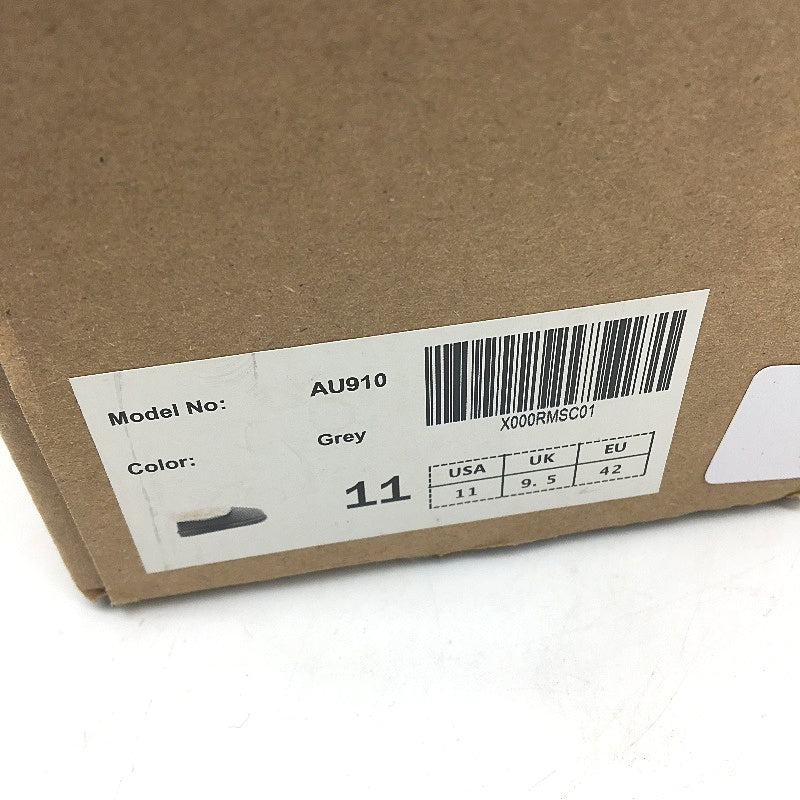 Model No: AU910
X000RMSC01
Color: Grey
11
USA UK EU
11 9. 5 42